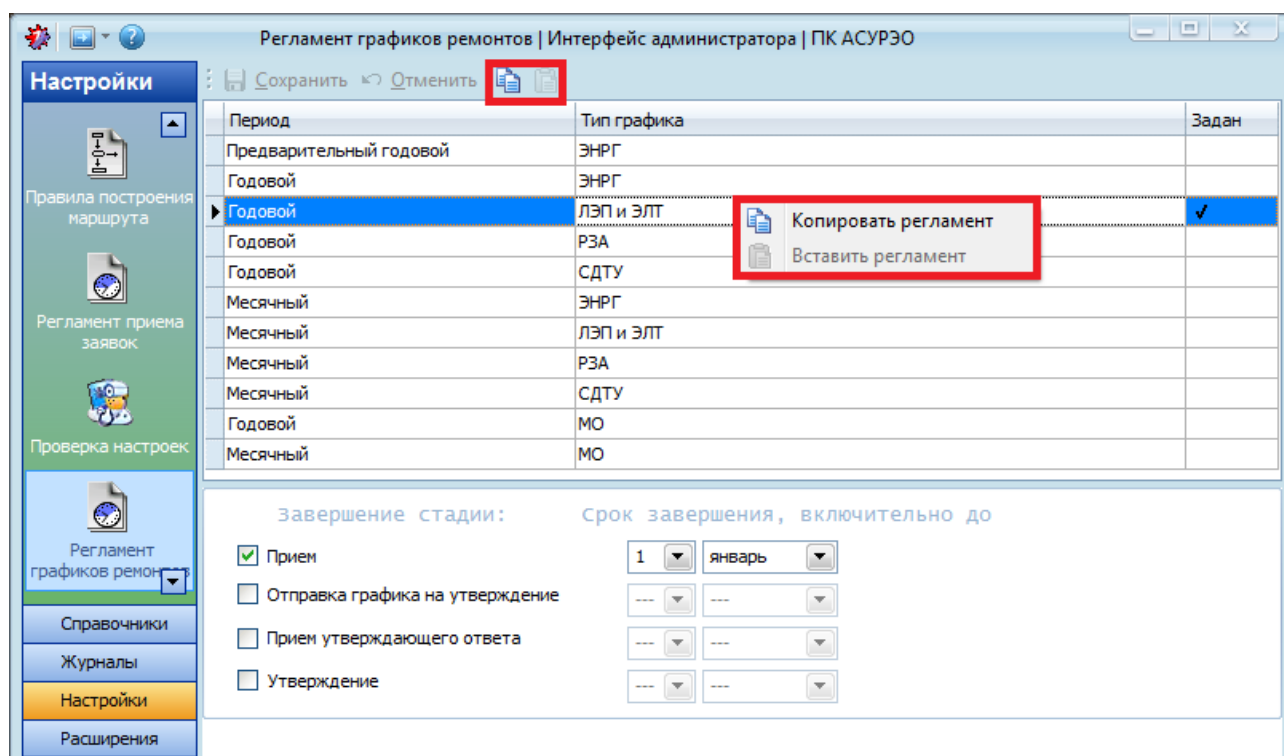 Регламент графиков ремонтов | Интерфейс администратора | ПК АСУРЭО
Настройки
Сохранить Отменить
Правила построения
маршрута
Регламент приема
заявок
Проверка настроек
Регламент
графиков ремонтов
Справочники
Журналы
Настройки
Расширения
Период Тип графика Задан
Предварительный годовой ЭНРГ
Годовой ЭНРГ
Годовой ЛЭП и ЭЛТ
Годовой РЗА
Годовой СДТУ
Месячный ЭНРГ
Месячный ЛЭП и ЭЛТ
Месячный РЗА
Месячный СДТУ
Годовой МО
Месячный МО
Копировать регламент
Вставить регламент
Завершение стадии: Срок завершения, включительно до
Прием 1 январь
Отправка графика на утверждение --- ---
Прием утверждающего ответа --- ---
Утверждение --- ---